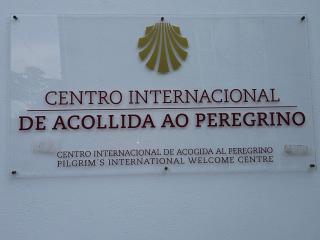 CENTRO INTERNACIONAL
DE ACOLLIDA AO PEREGRINO
CENTRO INTERNACIONAL DE ACOGIDA AL PEREGRINO
PILGRIM´S INTERNATIONAL WELCOME CENTRE